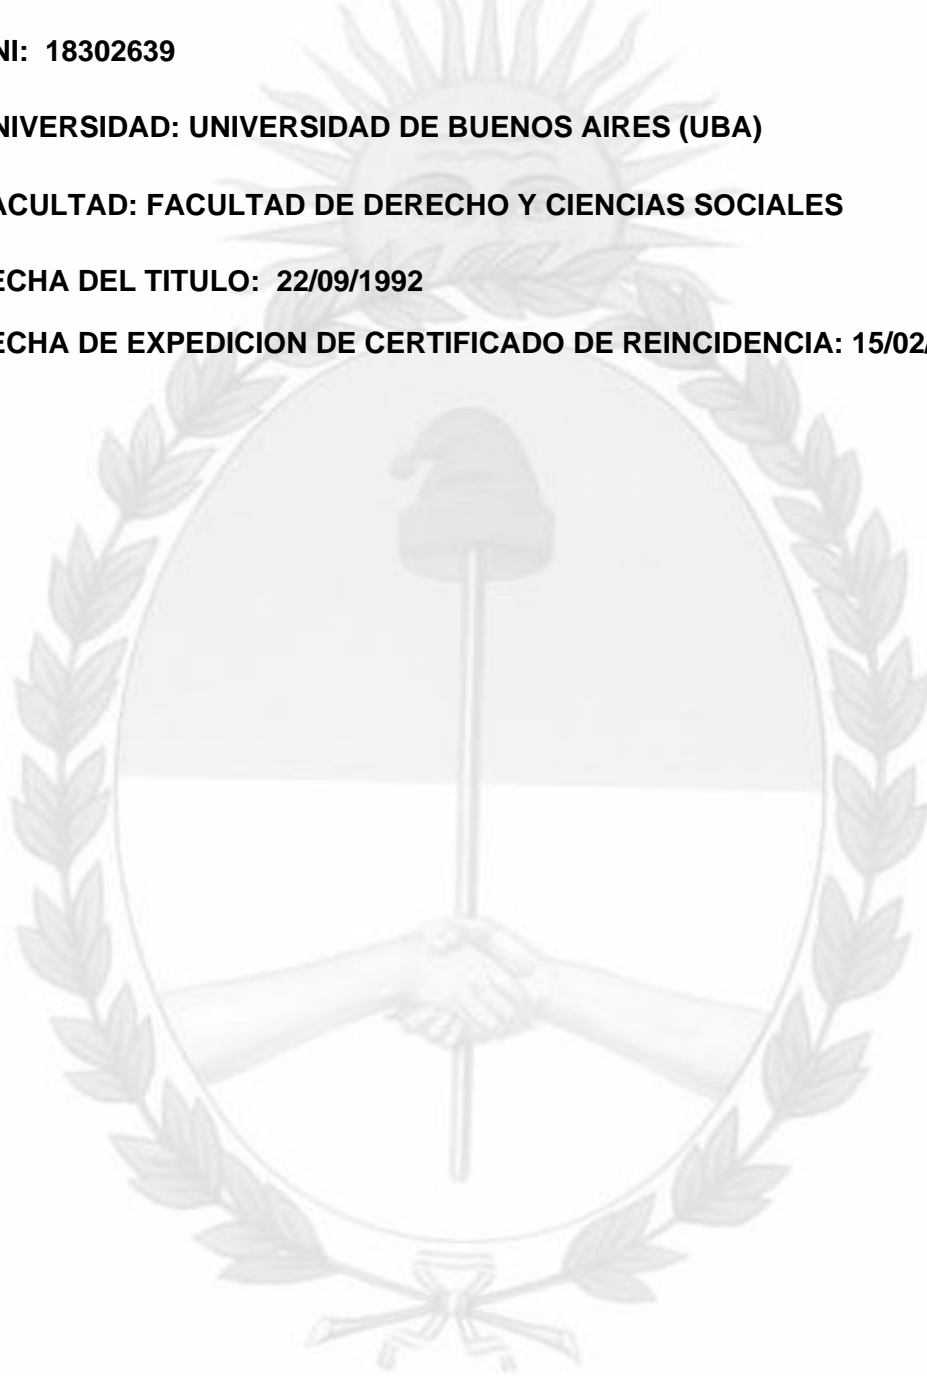 NI: 18302639
NIVERSIDAD: UNIVERSIDAD DE BUENOS AIRES (UBA)
ACULTAD: FACULTAD DE DERECHO Y CIENCIAS SOCIALES
ECHA DEL TITULO: 22/09/1992
ECHA DE EXPEDICION DE CERTIFICADO DE REINCIDENCIA: 15/02/